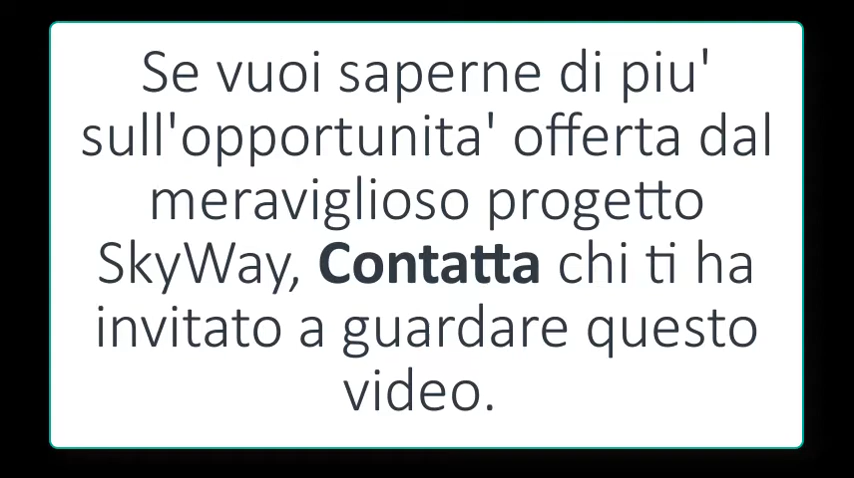 Se vuoi saperne di piu'
sull'opportunita' offerta dal
meraviglioso progetto
SkyWay, Contatta chi ti ha
invitato a guardare questo
video.